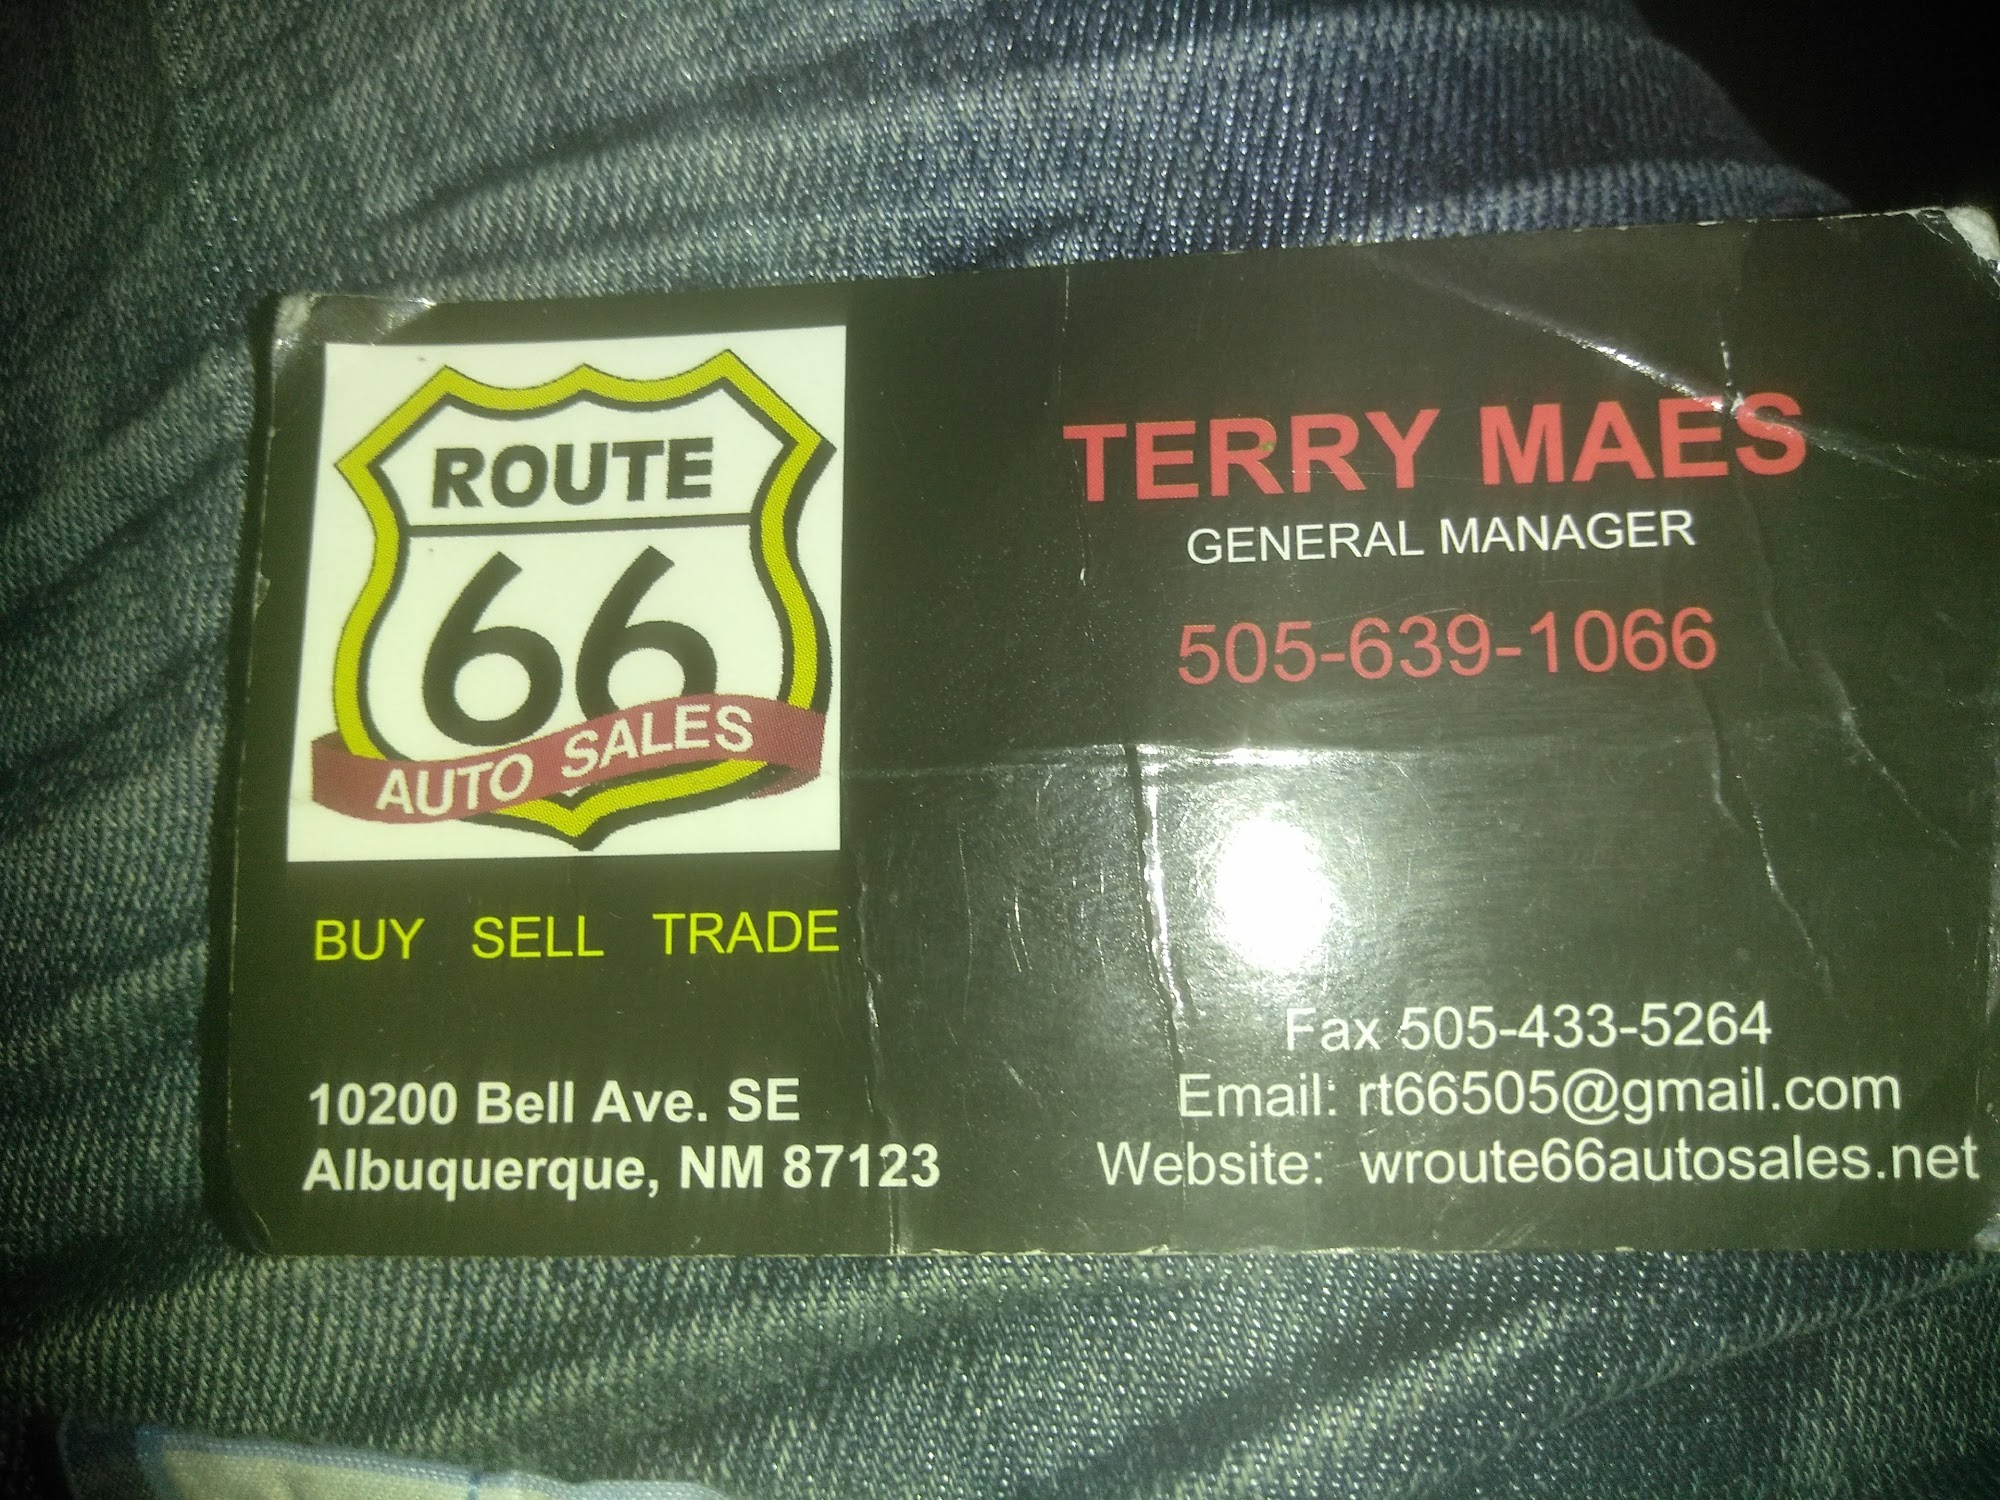 ROUTE
66
AUTO SALES
BUY SELL TRADE
10200 Bell Ave. SE
Albuquerque, NM 87123
TERRY MAES
GENERAL MANAGER
505-639-1066
Fax 505-433-5264
Email: rt66505@gmail.com
Website: wroute66autosales.net